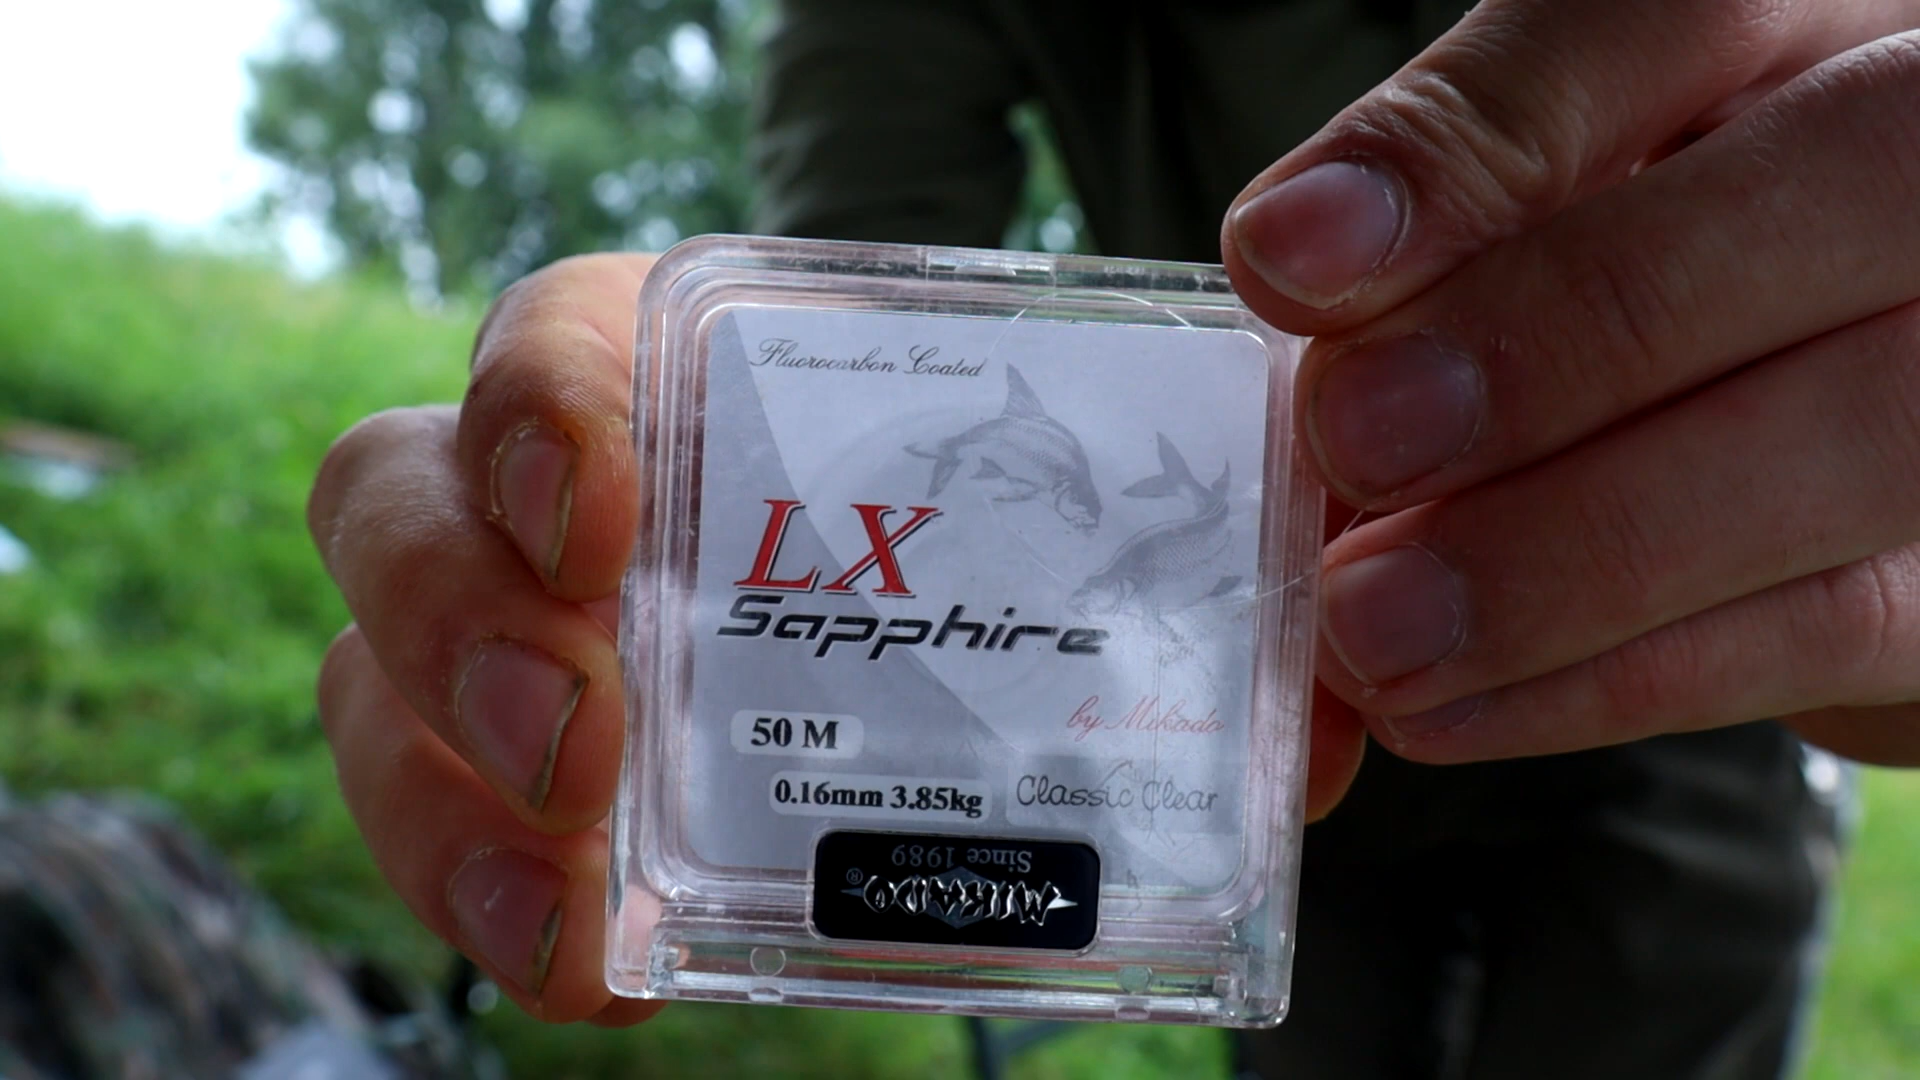 Fluorocarbon Coated
LX
Sapphire
by Mikado
50 M
0.16mm 3.85kg
Classic Clear
MIKADO®
Since 1989